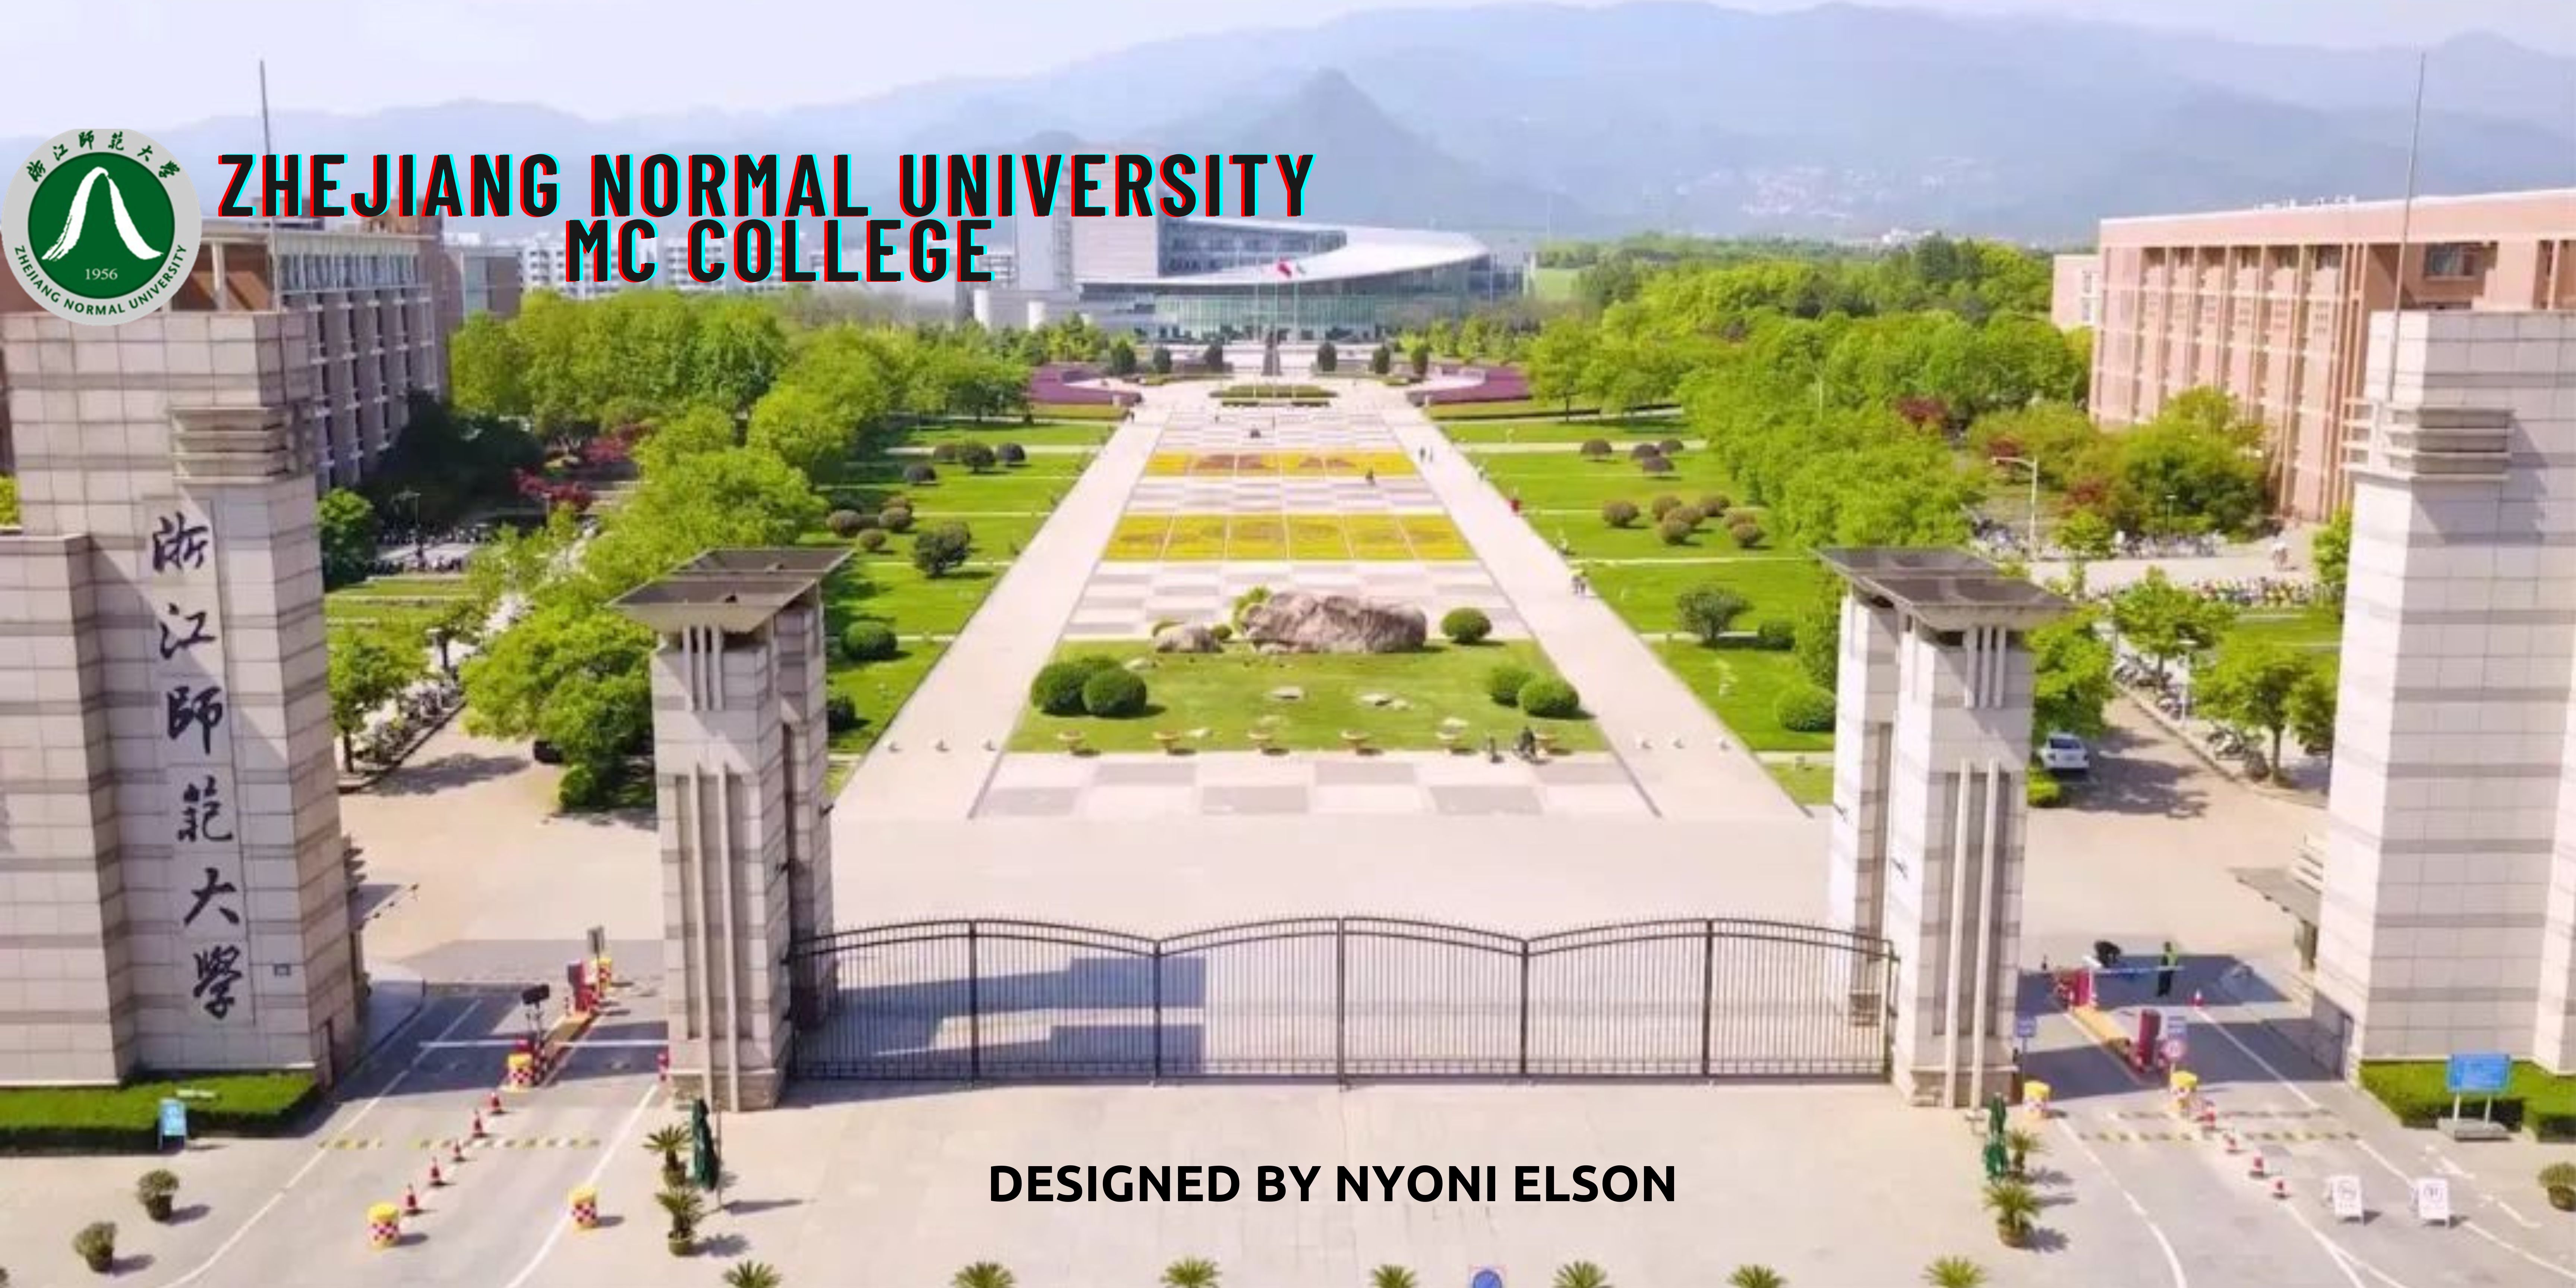 浙江師範大學
1956
ZHEJIANG NORMAL UNIVERSITY
ZHEJIANG NORMAL UNIVERSITY
MC COLLEGE
浙江師範大學
DESIGNED BY NYONI ELSON